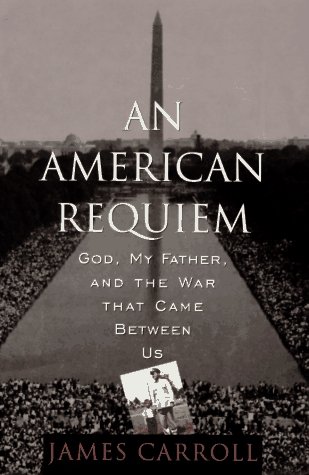 AN
AMERICAN
REQUIEM
GOD, MY FATHER,
AND THE WAR
THAT CAME
BETWEEN
US
JAMES CARROLL